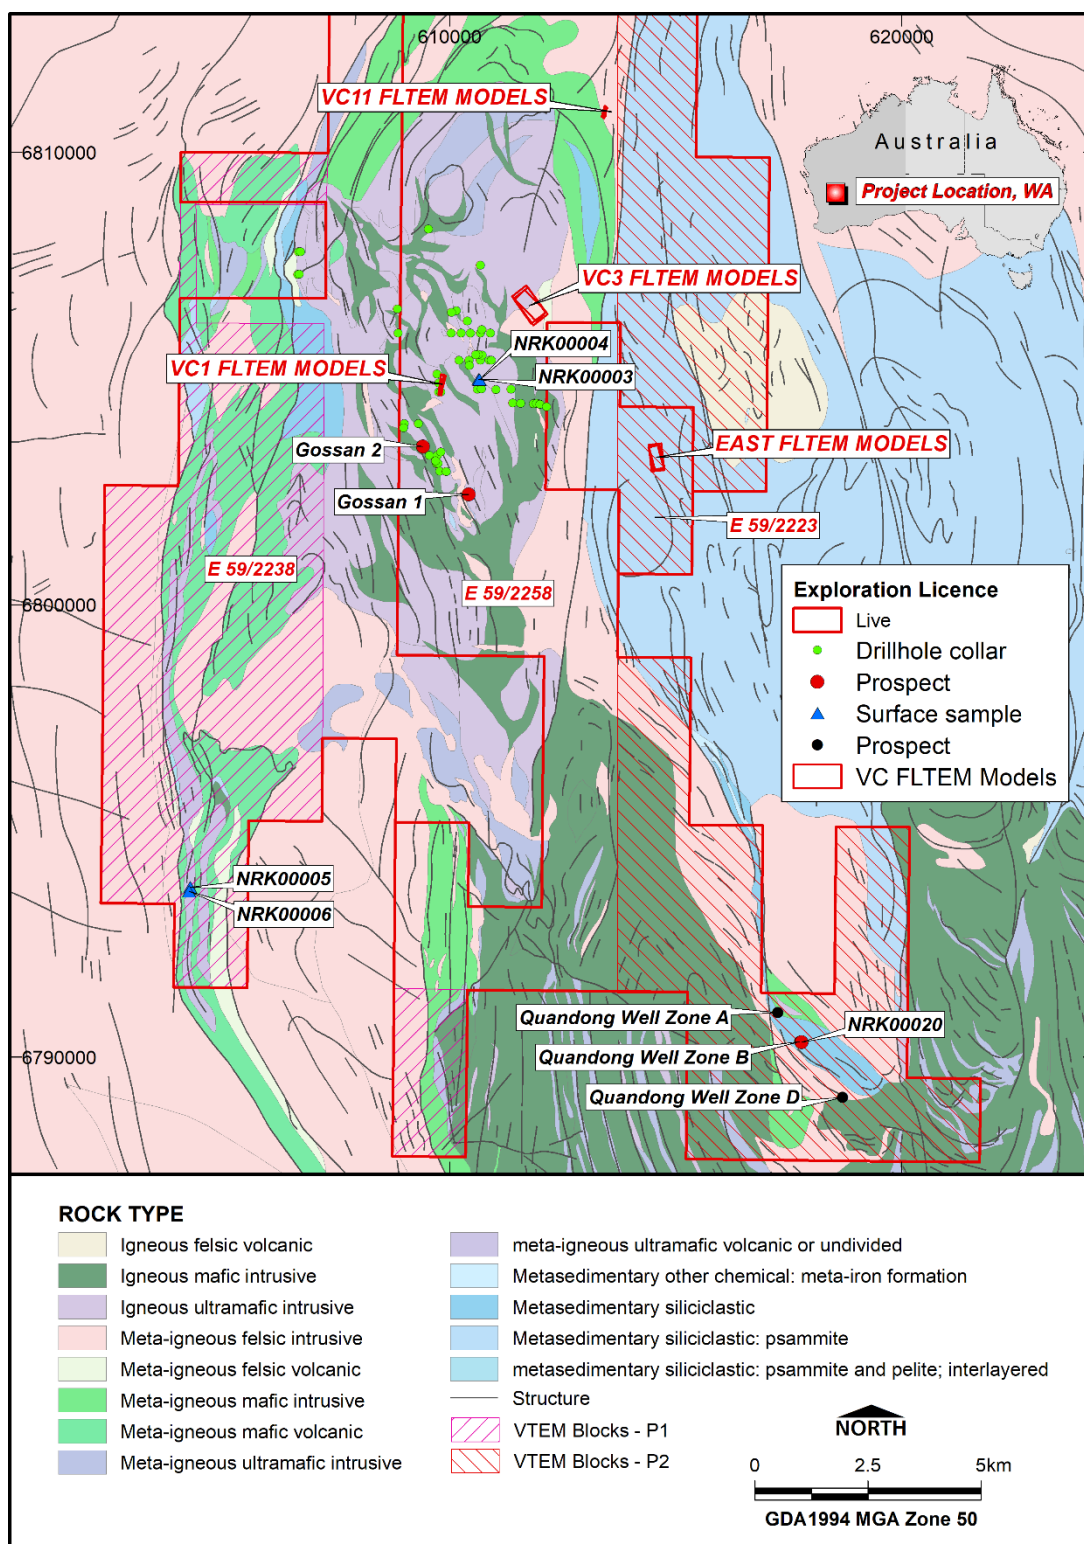 610000
620000
VC11 FLTEM MODELS
6810000
Australia
Project Location, WA
VC3 FLTEM MODELS
NRK00004
VC1 FLTEM MODELS
NRK00003
Gossan 2
EAST FLTEM MODELS
Gossan 1
E 59/2223
E 59/2238
E 59/2258
6800000
Exploration Licence
Live
Drillhole collar
Prospect
Surface sample
Prospect
VC FLTEM Models
NRK00005
NRK00006
Quandong Well Zone A
NRK00020
Quandong Well Zone B
6790000
Quandong Well Zone D
ROCK TYPE
Igneous felsic volcanic
Igneous mafic intrusive
Igneous ultramafic intrusive
Meta-igneous felsic intrusive
Meta-igneous felsic volcanic
Meta-igneous mafic intrusive
Meta-igneous mafic volcanic
Meta-igneous ultramafic intrusive
meta-igneous ultramafic volcanic or undivided
Metasedimentary other chemical: meta-iron formation
Metasedimentary siliciclastic
Metasedimentary siliciclastic: psammite
metasedimentary siliciclastic: psammite and pelite; interlayered
Structure
VTEM Blocks - P1
VTEM Blocks - P2
NORTH
0 2.5 5km
GDA1994 MGA Zone 50